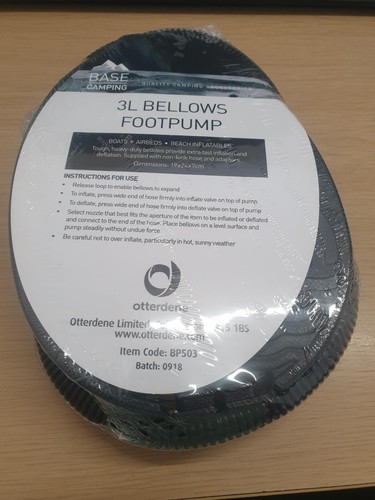 BASE
CAMPING
QUALITY CAMPING ACCESSORIES
3L BELLOWS
FOOTPUMP
BOATS • AIRBEDS • BEACH INFLATABLES
Tough, heavy-duty bellows provide extra-fast inflation and
deflation. Supplied with non-kink hose and adaptors.
Dimensions: 19x24x7cm
INSTRUCTIONS FOR USE
• Release loop to enable bellows to expand
• To inflate, press wide end of hose firmly into inflate valve on top of pump
• To deflate, press wide end of hose firmly into deflate valve on top of pump
• Select nozzle that best fits the aperture of the item to be inflated or deflated
and connect to the end of the hose. Place bellows on a level surface and
pump steadily without undue force
• Be careful not to over inflate, particularly in hot, sunny weather
otterdene
Otterdene Limited, 1BS
www.otterdene.com
Item Code: BP503
Batch: 0918